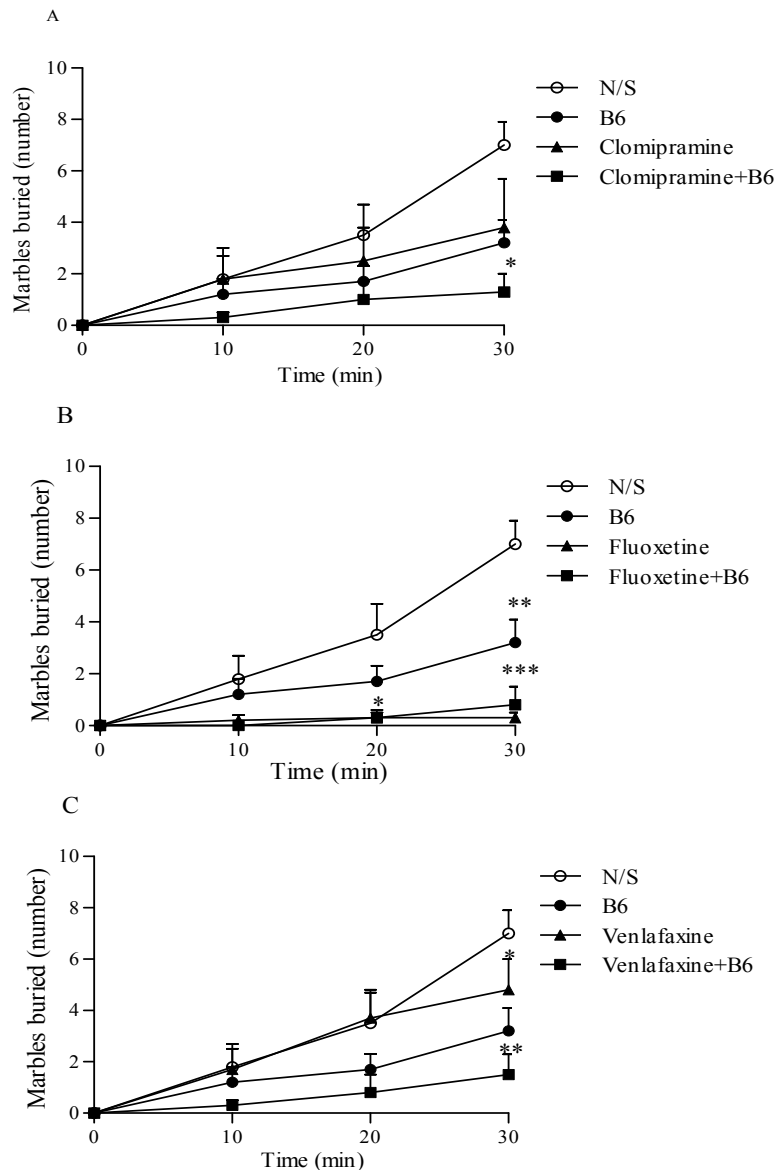 A
10
8
6
4
2
0
0 10 20 30
Marbles buried (number)
Time (min)
N/S
B6
Clomipramine
Clomipramine+B6
*
B
10
8
6
4
2
0
0 10 20 30
Marbles buried (number)
Time (min)
N/S
B6
Fluoxetine
Fluoxetine+B6
**
***
*
C
10
8
6
4
2
0
0 10 20 30
Marbles buried (number)
Time (min)
N/S
B6
Venlafaxine
Venlafaxine+B6
*
**